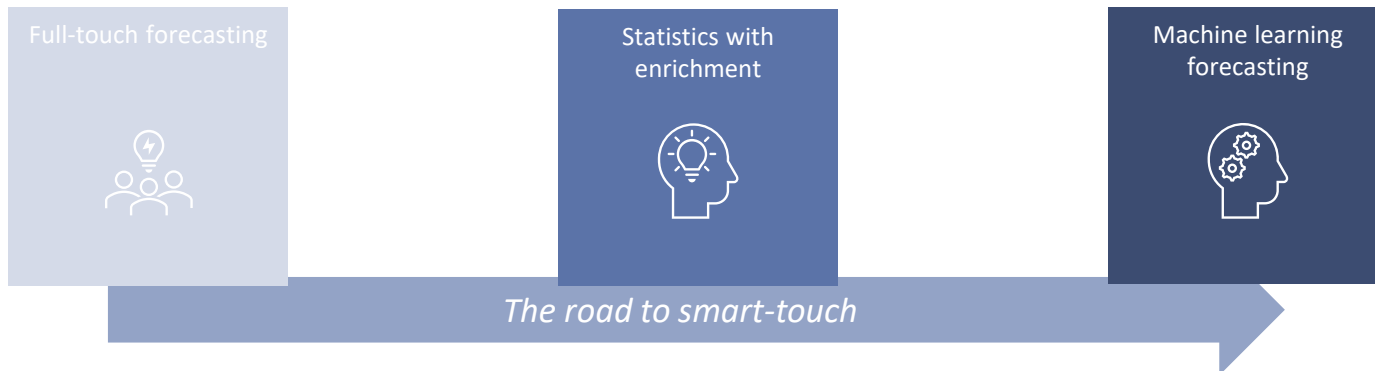 Full-touch forecasting
Statistics with
enrichment
Machine learning
forecasting
The road to smart-touch